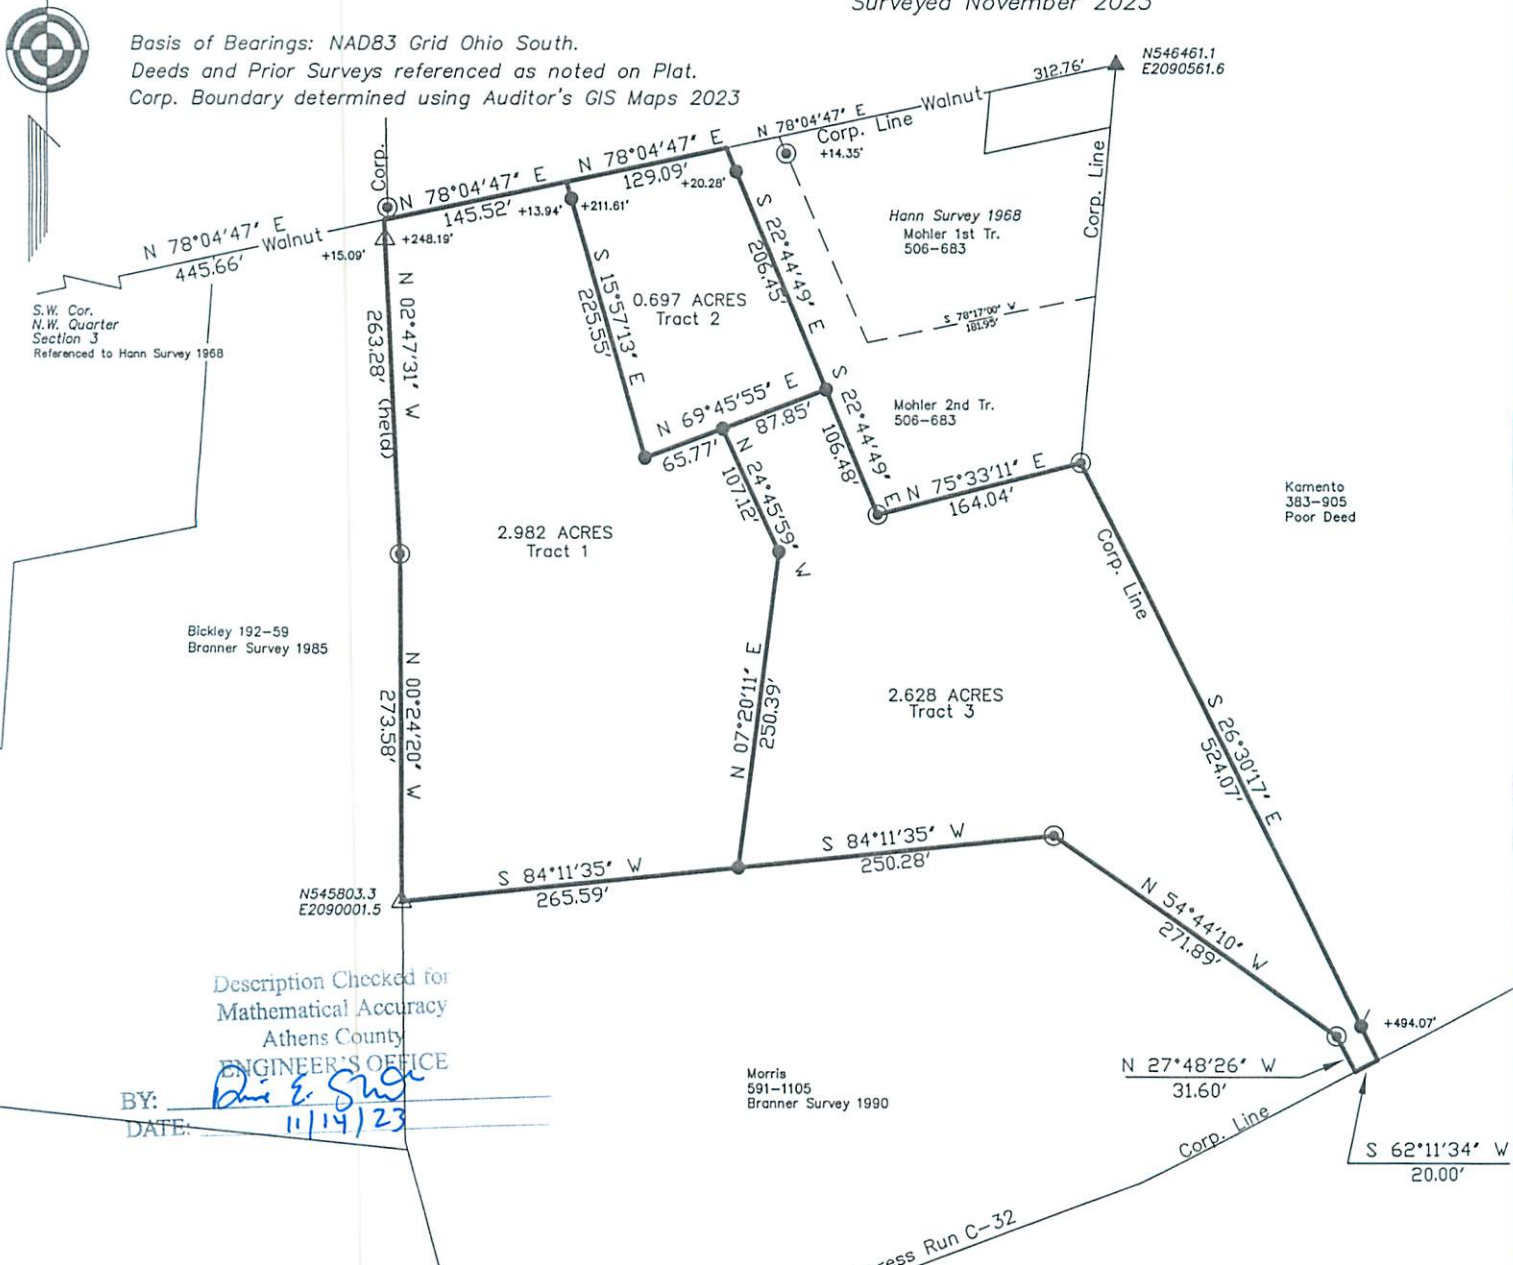 Surveyed November 2023
Basis of Bearings: NAD83 Grid Ohio South.
Deeds and Prior Surveys referenced as noted on Plat.
Corp. Boundary determined using Auditor's GIS Maps 2023
N546461.1
E2090561.6
312.76'
Walnut
N 78°04'47" E
Corp. Line
+14.35'
N 78°04'47" E
129.09'
+20.28'
N 78°04'47" E
145.52'
+13.94'
+211.61'
Corp.
N 78°04'47" E
Walnut
445.66'
+15.09'
+248.19'
S.W. Cor.
N.W. Quarter
Section 3
Referenced to Hann Survey 1968
N 02°47'31" W
263.28' (held)
S 15°57'13" E
225.55'
0.697 ACRES
Tract 2
S 22°44'49" E
206.45'
Hann Survey 1968
Mohler 1st Tr.
506-683
Corp. Line
S 78°17'00" W
181.95'
N 69°45'55" E
65.77'
87.85'
Mohler 2nd Tr.
506-683
S 22°44'49" E
106.48'
N 24°45'59" W
107.12'
N 75°33'11" E
164.04'
Kamento
383-905
Poor Deed
2.982 ACRES
Tract 1
Corp. Line
Bickley 192-59
Branner Survey 1985
N 00°24'20" W
273.58'
N 07°20'11" E
250.39'
2.628 ACRES
Tract 3
S 26°30'17" E
524.07'
S 84°11'35" W
250.28'
S 84°11'35" W
265.59'
N545803.3
E2090001.5
N 54°44'10" W
271.89'
+494.07'
Description Checked for
Mathematical Accuracy
Athens County
ENGINEER'S OFFICE
BY:
DATE: 11/14/23
Morris
591-1105
Branner Survey 1990
N 27°48'26" W
31.60'
Corp. Line
S 62°11'34" W
20.00'
ress Run C-32